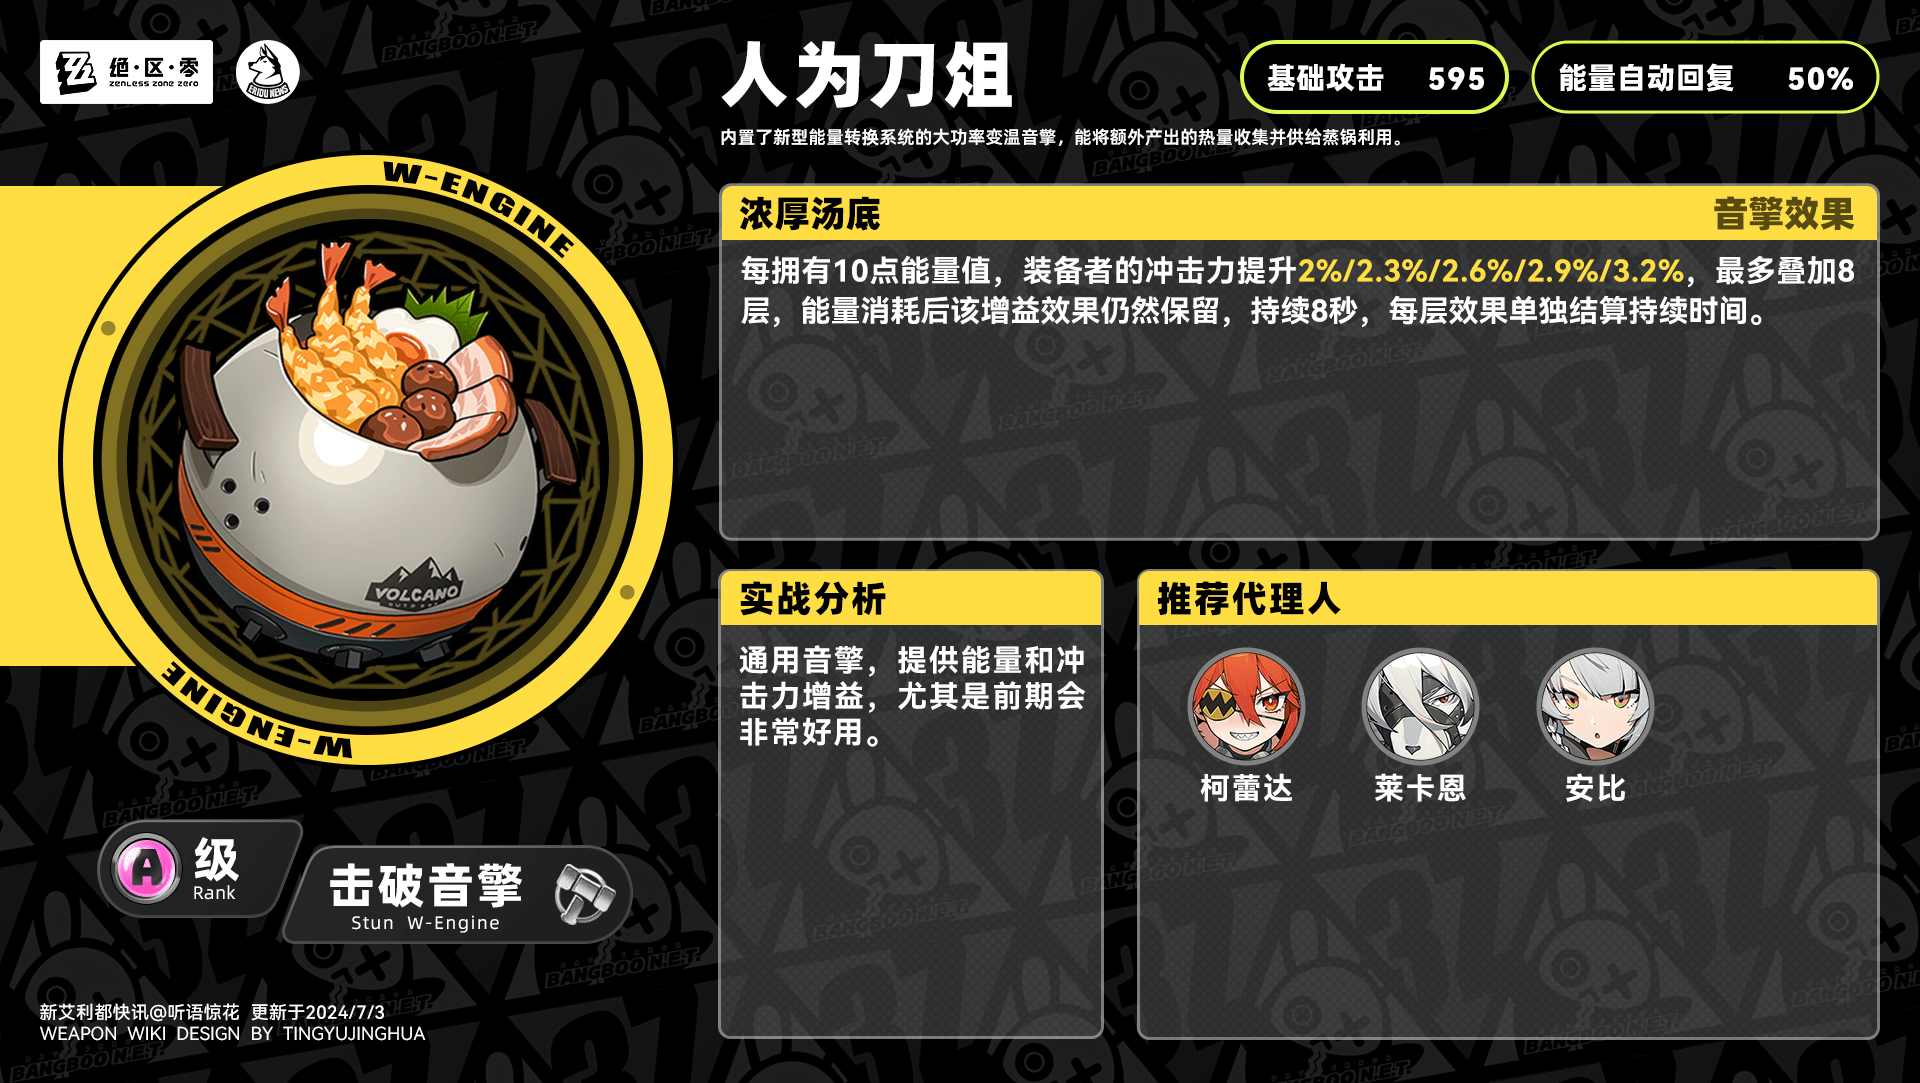 绝·区·零
ZENLESS ZONE ZERO
ERIDU NEWS
人为刀俎
基础攻击 595
能量自动回复 50%
内置了新型能量转换系统的大功率变温音擎，能将额外产出的热量收集并供给蒸锅利用。
W-ENGINE
浓厚汤底 音擎效果
每拥有10点能量值，装备者的冲击力提升2%/2.3%/2.6%/2.9%/3.2%，最多叠加8
层，能量消耗后该增益效果仍然保留，持续8秒，每层效果单独结算持续时间。
VOLCANO
W-ENGINE
实战分析
通用音擎，提供能量和冲
击力增益，尤其是前期会
非常好用。
推荐代理人
柯蕾达 莱卡恩 安比
A 级
Rank
击破音擎
Stun W-Engine
新艾利都快讯@听语惊花 更新于2024/7/3
WEAPON WIKI DESIGN BY TINGYUJINGHUA
BANGBOO N.E.T.